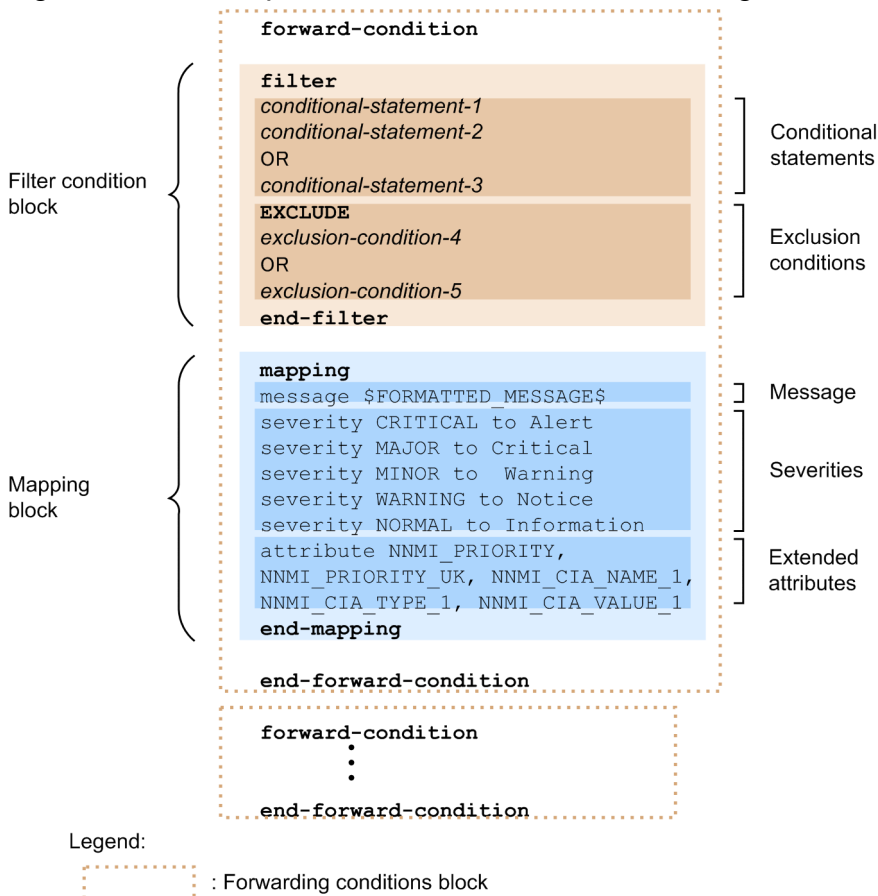 forward-condition
filter
conditional-statement-1
conditional-statement-2
OR
conditional-statement-3
Conditional
statements
Filter condition
block
EXCLUDE
exclusion-condition-4
OR
exclusion-condition-5
Exclusion
conditions
end-filter
mapping
message $FORMATTED_MESSAGE$
Message
severity CRITICAL to Alert
severity MAJOR to Critical
severity MINOR to  Warning
severity WARNING to Notice
severity NORMAL to Information
Severities
Mapping
block
attribute NNMI_PRIORITY,
NNMI_PRIORITY_UK, NNMI_CIA_NAME_1,
NNMI_CIA_TYPE_1, NNMI_CIA_VALUE_1
Extended
attributes
end-mapping
end-forward-condition
forward-condition
end-forward-condition
Legend:
: Forwarding conditions block